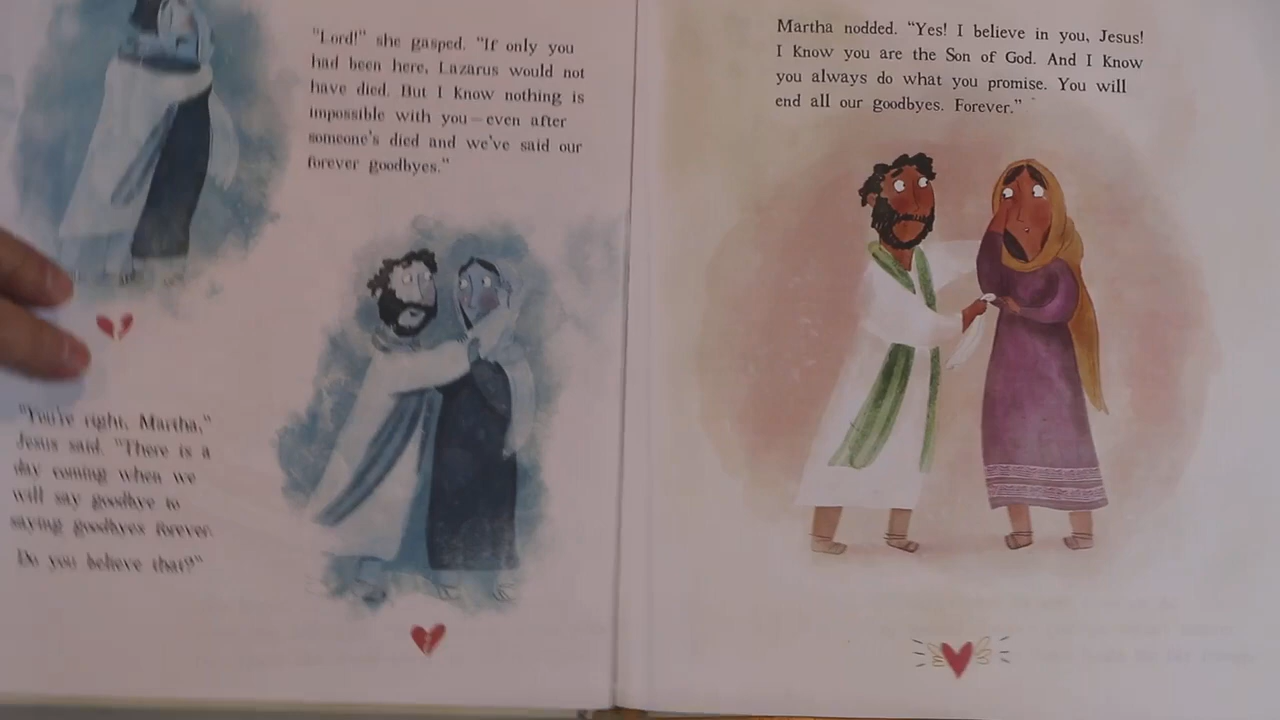 "Lord!" she gasped. "If only you
had been here, Lazarus would not
have died. But I Know nothing is
impossible with you—even after
someone's died and we've said our
forever goodbyes."
"You're right, Martha,"
Jesus said. "There is a
day coming when we
will say goodbye to
saying goodbyes forever.
Do you believe that?"
Martha nodded. "Yes! I believe in you, Jesus!
I Know you are the Son of God. And I Know
you always do what you promise. You will
end all our goodbyes. Forever."